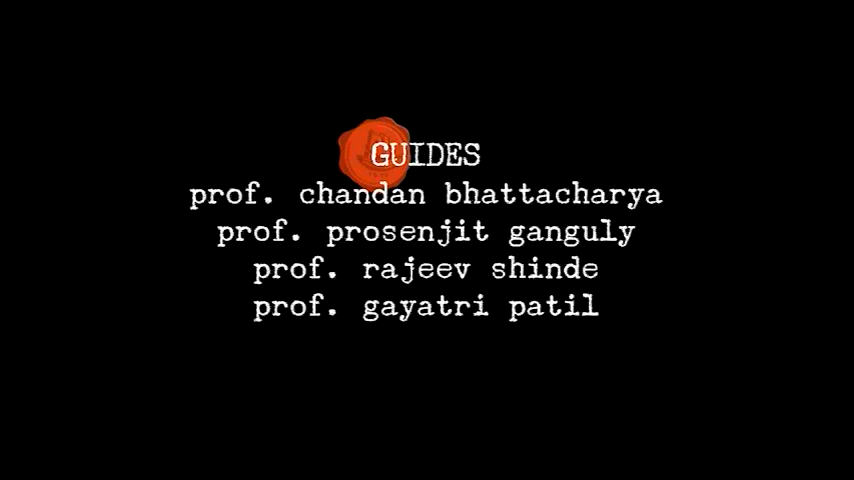 GUIDES
prof. chandan bhattacharya
prof. prosenjit ganguly
prof. rajeev shinde
prof. gayatri patil